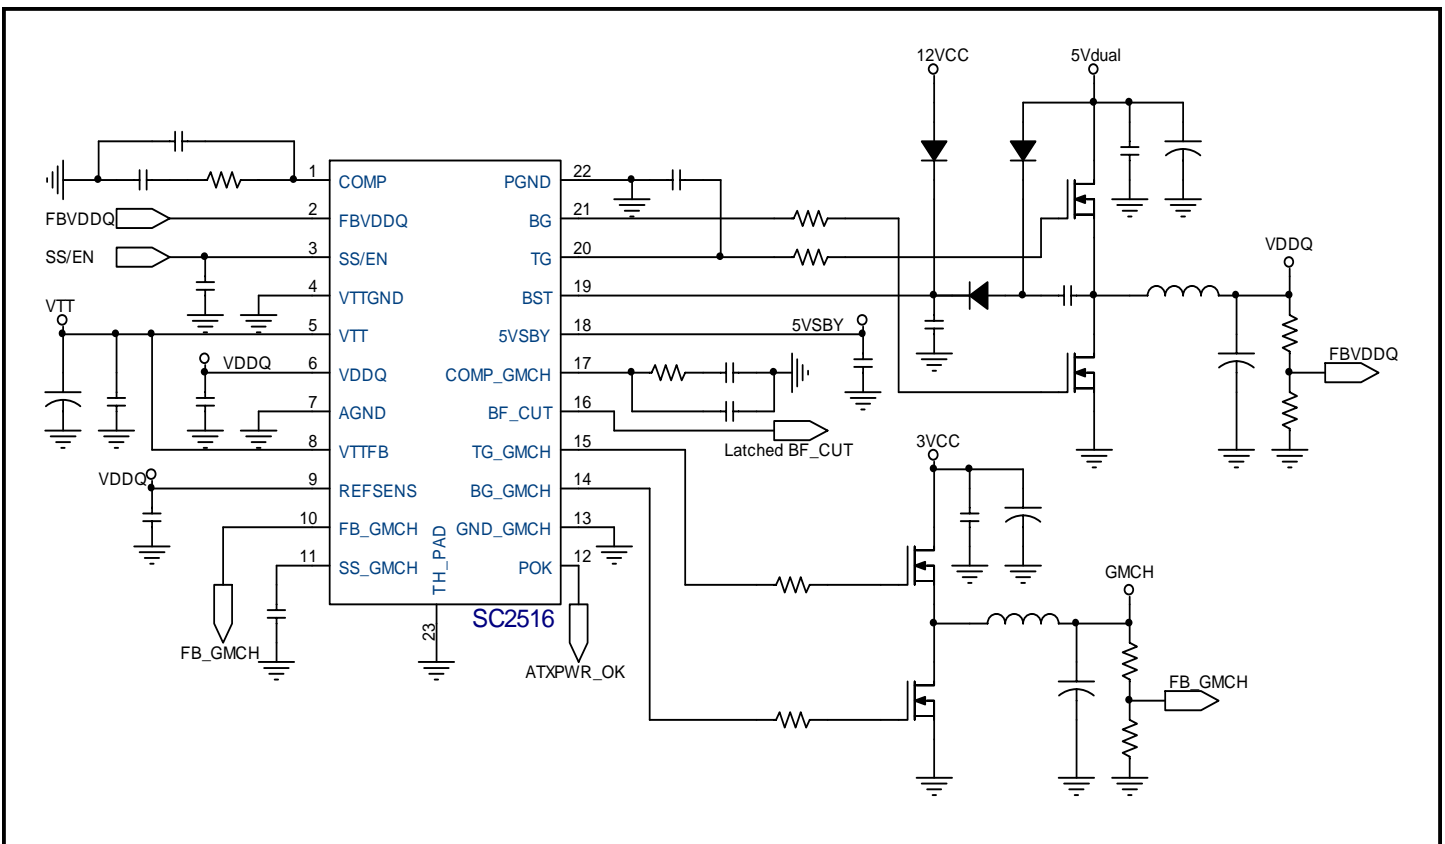 12VCC
5Vdual
1
COMP
PGND
22
FBVDDQ
2
FBVDDQ
BG
21
SS/EN
3
SS/EN
TG
20
VDDQ
4
VTTGND
BST
19
VTT
5
VTT
5VSBY
18
5VSBY
VDDQ
6
VDDQ
COMP_GMCH
17
FBVDDQ
7
AGND
BF_CUT
16
Latched BF_CUT
8
VTTFB
TG_GMCH
15
3VCC
VDDQ
9
REFSENS
BG_GMCH
14
10
FB_GMCH
GND_GMCH
13
11
SS_GMCH
TH_PAD
POK
12
GMCH
SC2516
23
FB_GMCH
ATXPWR_OK
FB_GMCH